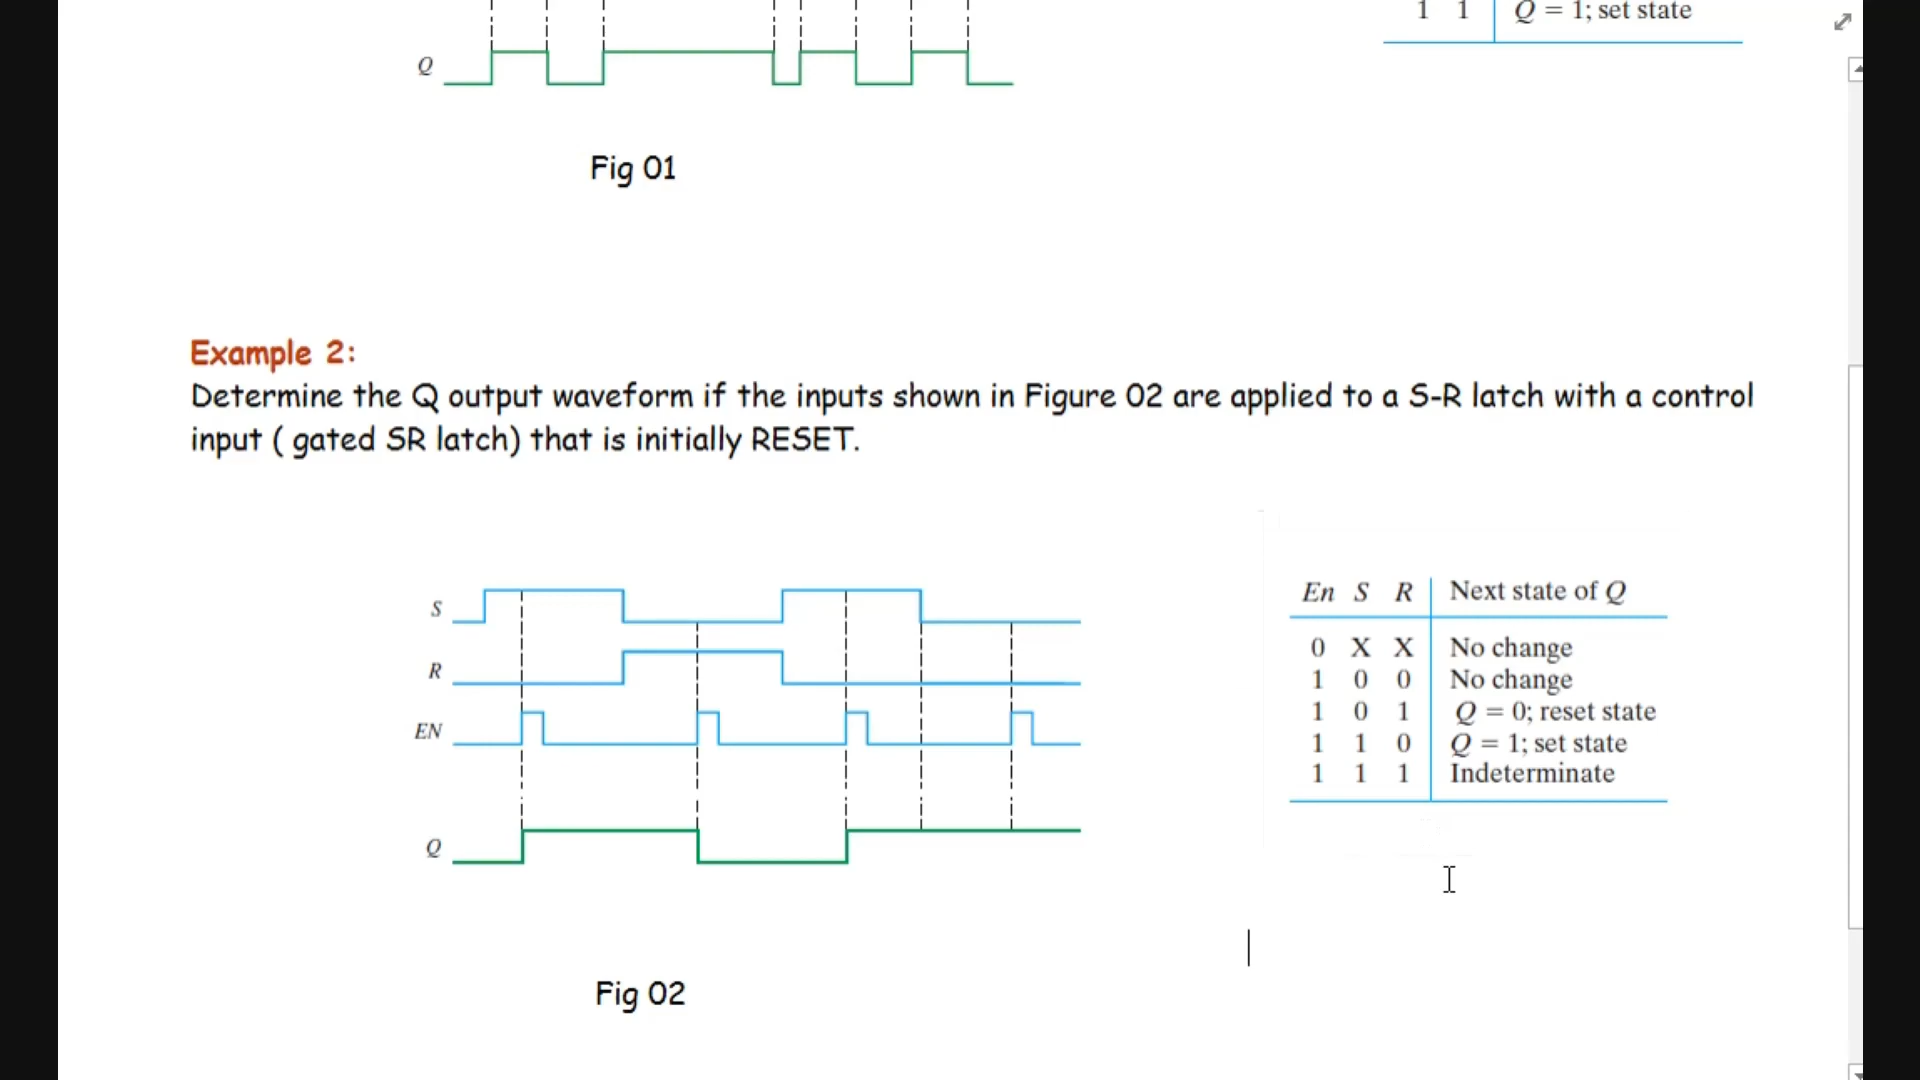 1 1 Q = 1; set state
Q
Fig 01
Example 2:
Determine the Q output waveform if the inputs shown in Figure 02 are applied to a S-R latch with a control
input ( gated SR latch) that is initially RESET.
S
R
EN
Q
En S R Next state of Q
0 X X No change
1 0 0 No change
1 0 1 Q = 0; reset state
1 1 0 Q = 1; set state
1 1 1 Indeterminate
Fig 02